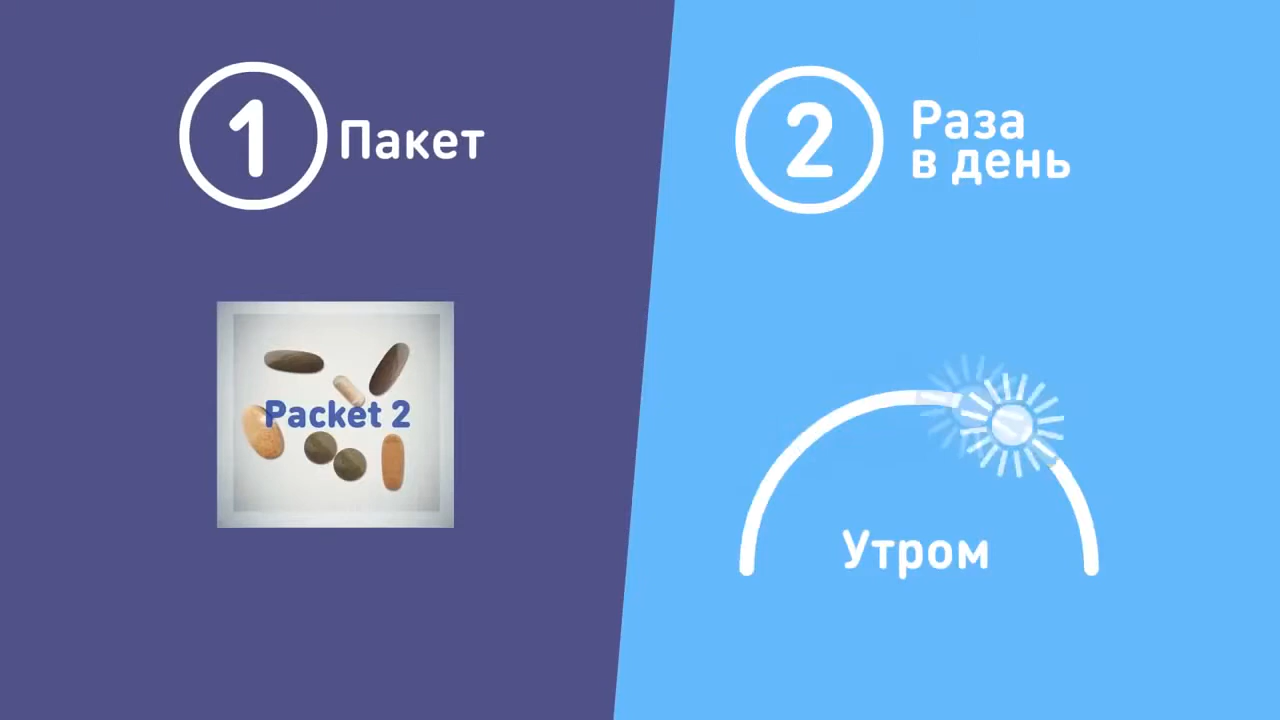 1 Пакет
2 Раза
в день
Packet 2
Утром